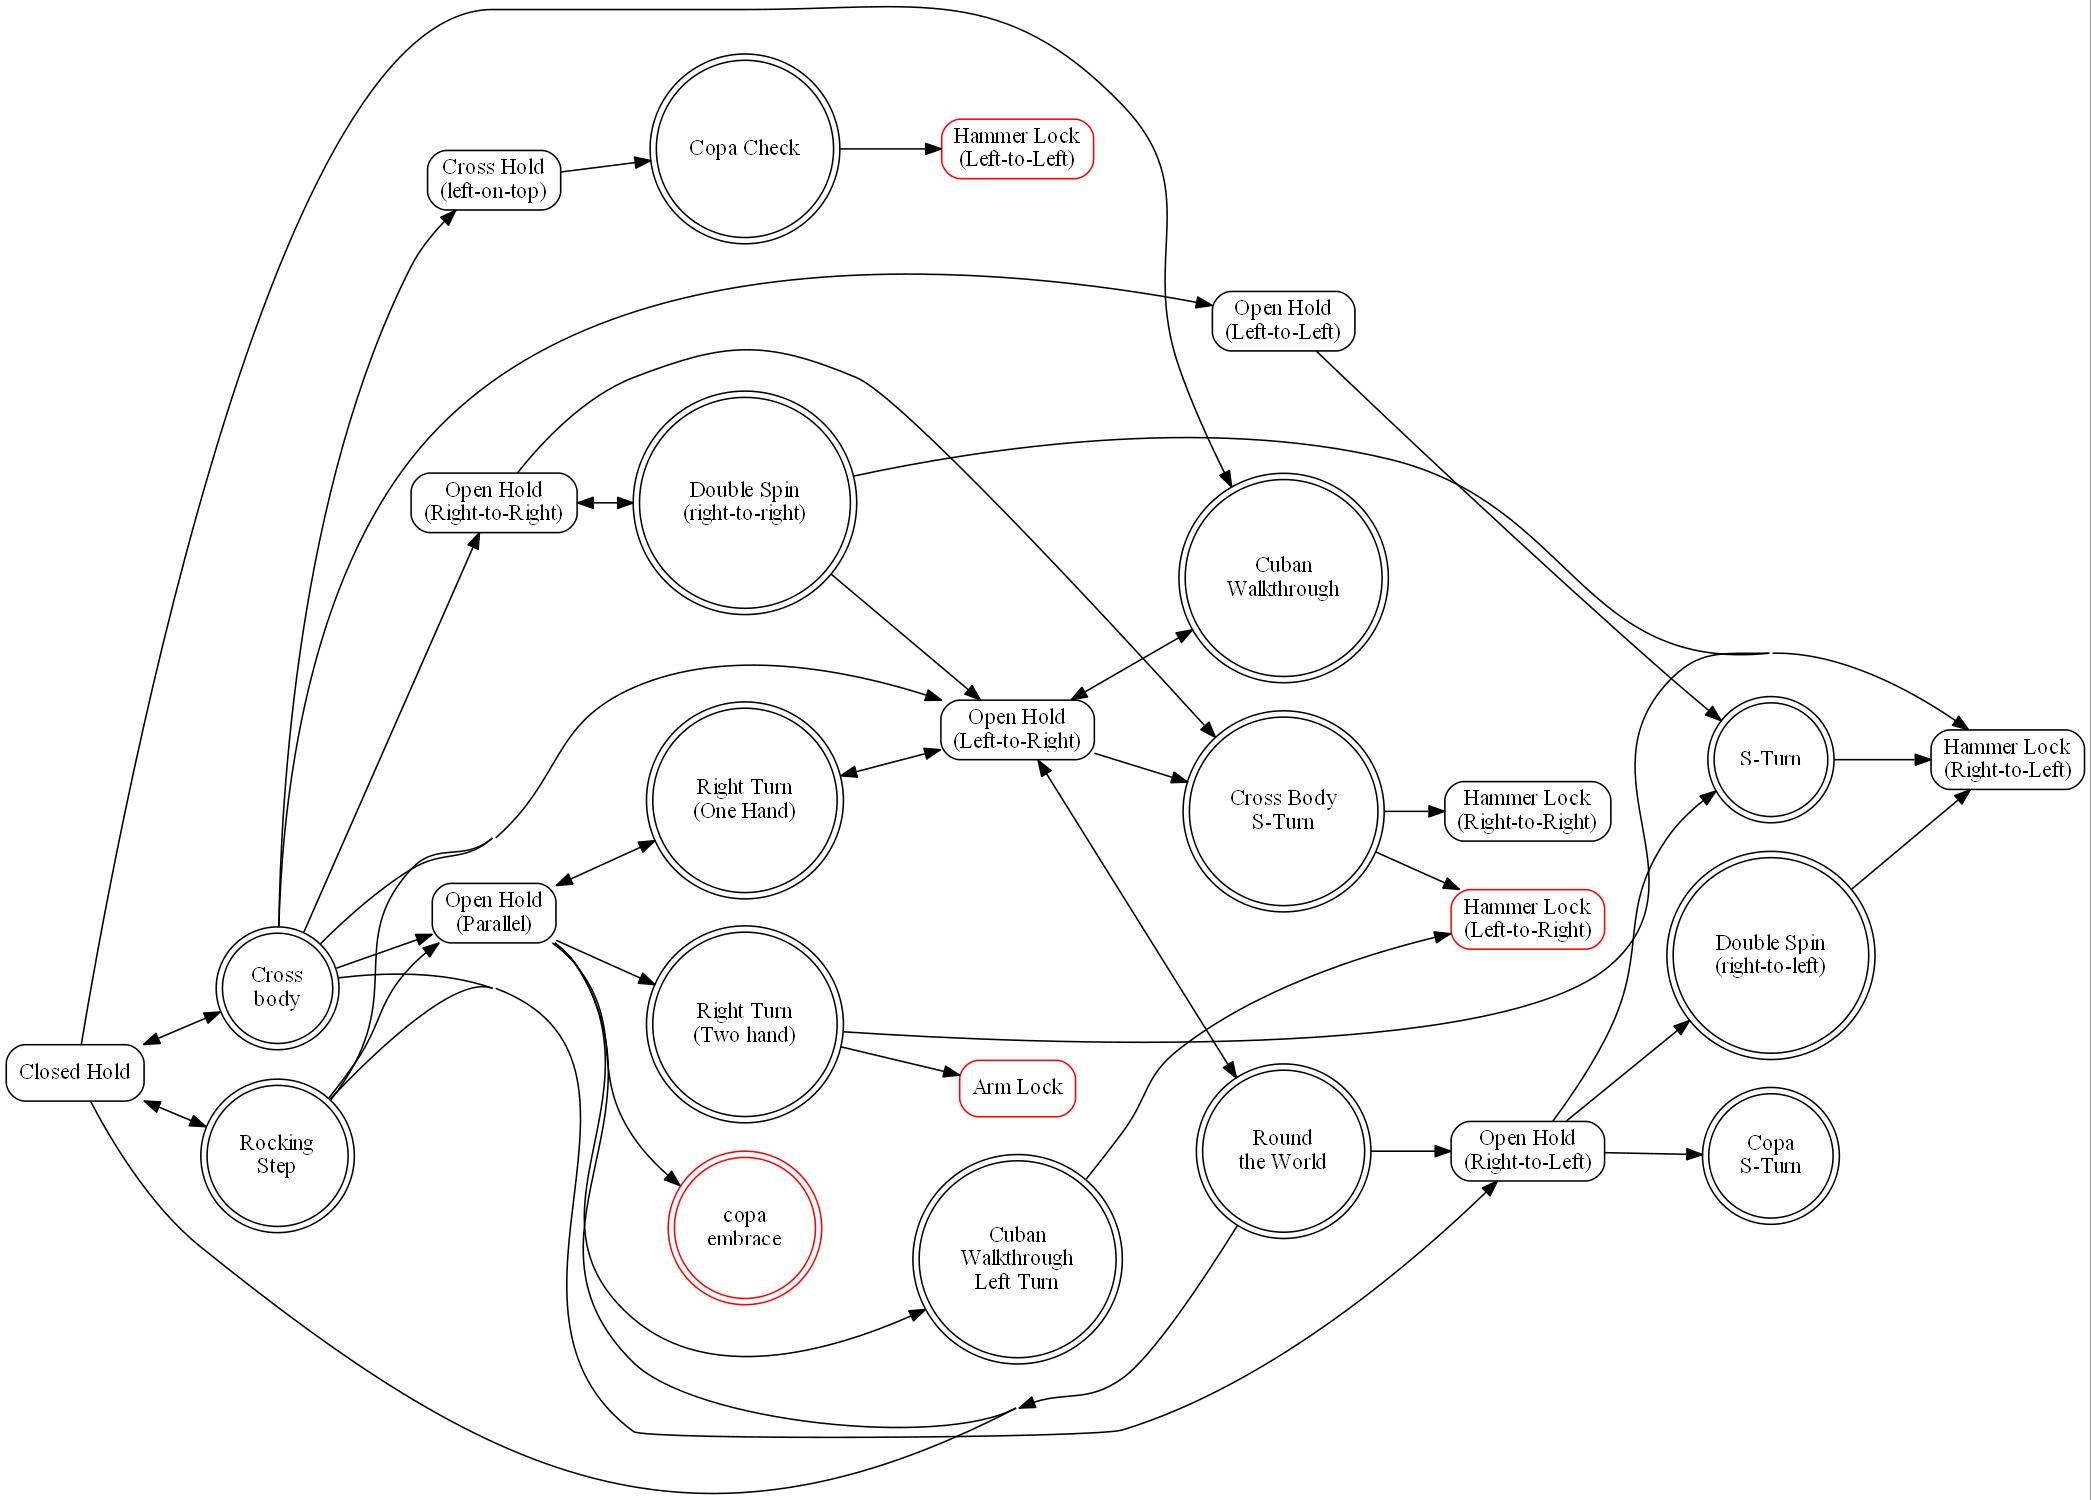 Copa Check
Hammer Lock
(Left-to-Left)
Cross Hold
(left-on-top)
Open Hold
(Left-to-Left)
Open Hold
(Right-to-Right)
Double Spin
(right-to-right)
Cuban
Walkthrough
Open Hold
(Left-to-Right)
Right Turn
(One Hand)
Cross Body
S-Turn
Hammer Lock
(Right-to-Right)
S-Turn
Hammer Lock
(Right-to-Left)
Open Hold
(Parallel)
Hammer Lock
(Left-to-Right)
Double Spin
(right-to-left)
Cross
body
Right Turn
(Two hand)
Closed Hold
Arm Lock
Rocking
Step
Round
the World
Open Hold
(Right-to-Left)
Copa
S-Turn
copa
embrace
Cuban
Walkthrough
Left Turn